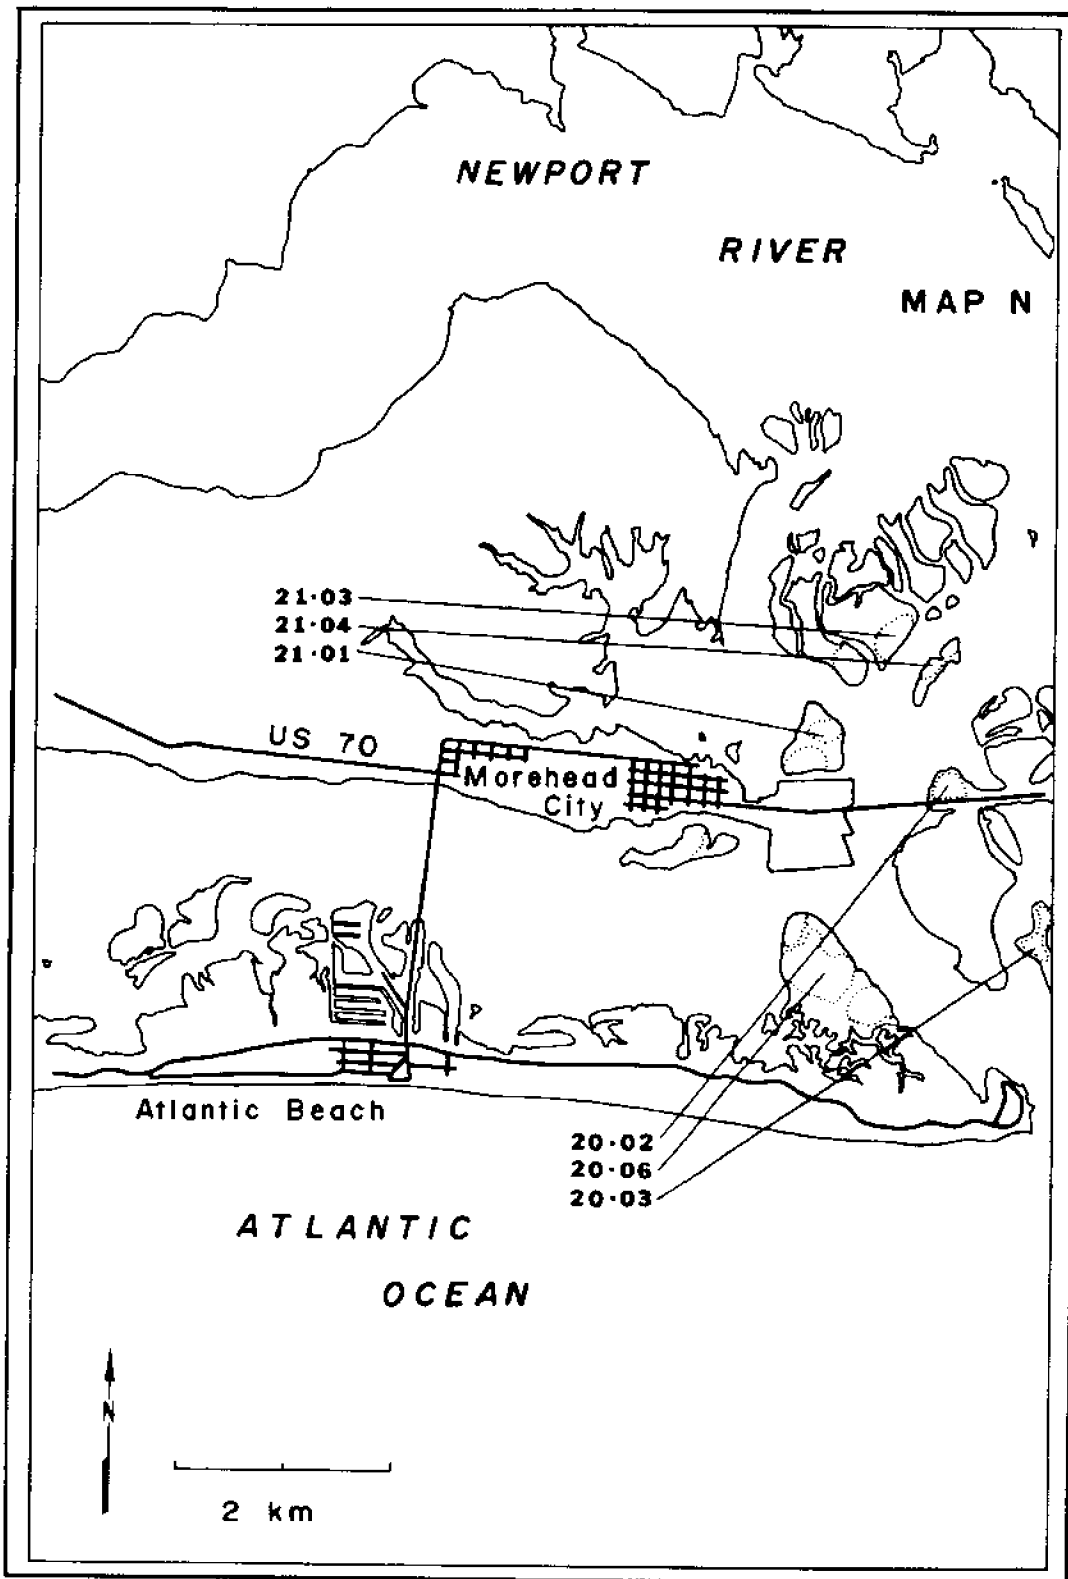 NEWPORT
RIVER
MAP N
21·03
21·04
21·01
US 70
Morehead
City
Atlantic Beach
20·02
20·06
20·03
ATLANTIC
OCEAN
N
2 km